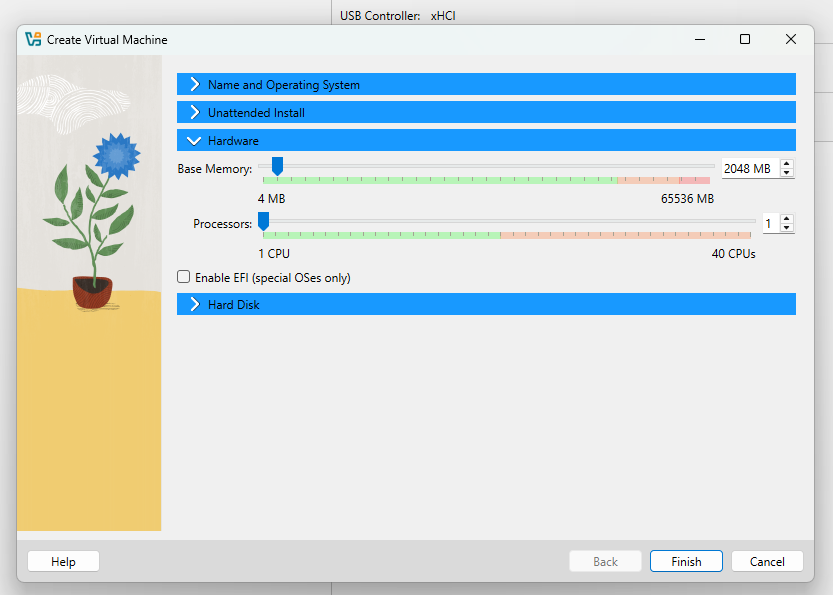 USB Controller: xHCI
Create Virtual Machine
Name and Operating System
Unattended Install
Hardware
Base Memory: 2048 MB
4 MB 65536 MB
Processors: 1
1 CPU 40 CPUs
Enable EFI (special OSes only)
Hard Disk
Help Back Finish Cancel